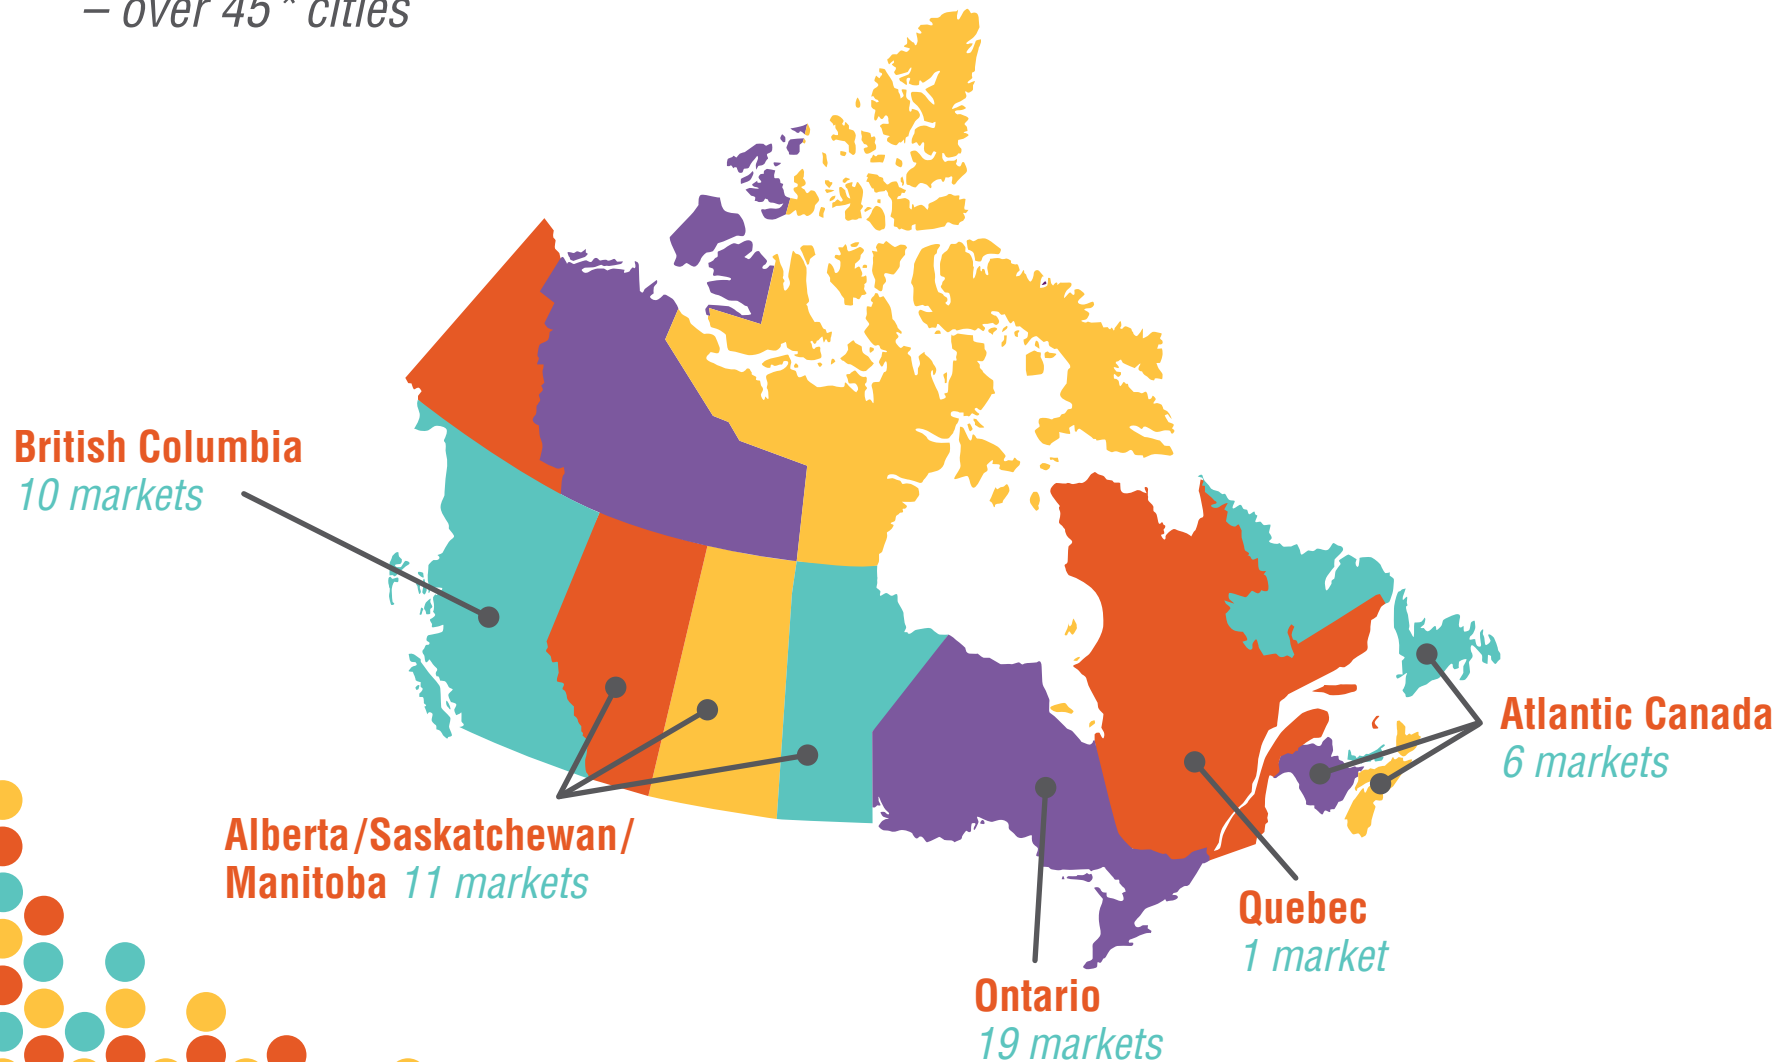 – over 45* cities
British Columbia
10 markets
Alberta/Saskatchewan/
Manitoba 11 markets
Ontario
19 markets
Quebec
1 market
Atlantic Canada
6 markets